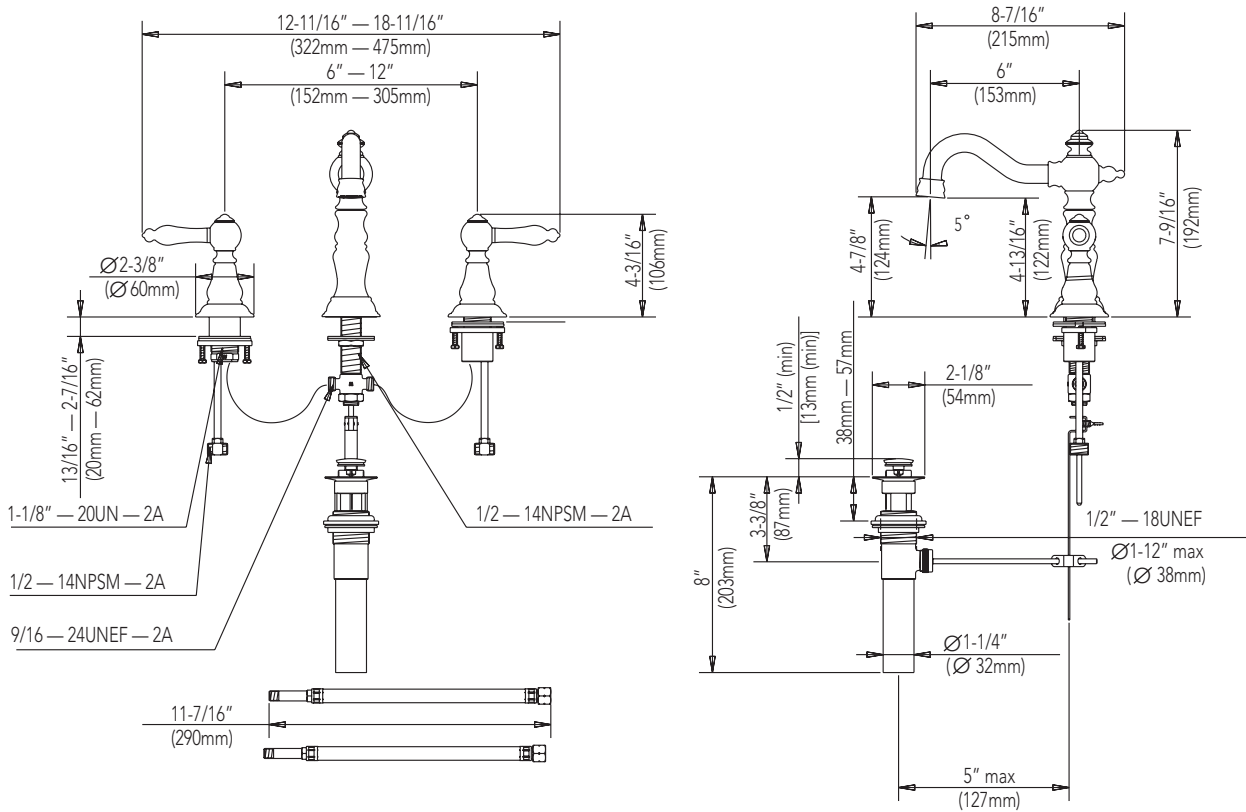 12-11/16" — 18-11/16"
(322mm — 475mm)
6" — 12"
(152mm — 305mm)
Ø2-3/8"
(Ø 60mm)
4-3/16"
(106mm)
13/16" — 2-7/16"
(20mm — 62mm)
1-1/8" — 20UN — 2A
1/2 — 14NPSM — 2A
1/2 — 14NPSM — 2A
9/16 — 24UNEF — 2A
11-7/16"
(290mm)
8-7/16"
(215mm)
6"
(153mm)
5°
4-7/8"
(124mm)
4-13/16"
(122mm)
7-9/16"
(192mm)
1/2" (min)
[13mm (min)]
38mm — 57mm
2-1/8"
(54mm)
3-3/8"
(87mm)
8"
(203mm)
1/2" — 18UNEF
Ø1-12" max
(Ø 38mm)
Ø1-1/4"
(Ø 32mm)
5" max
(127mm)